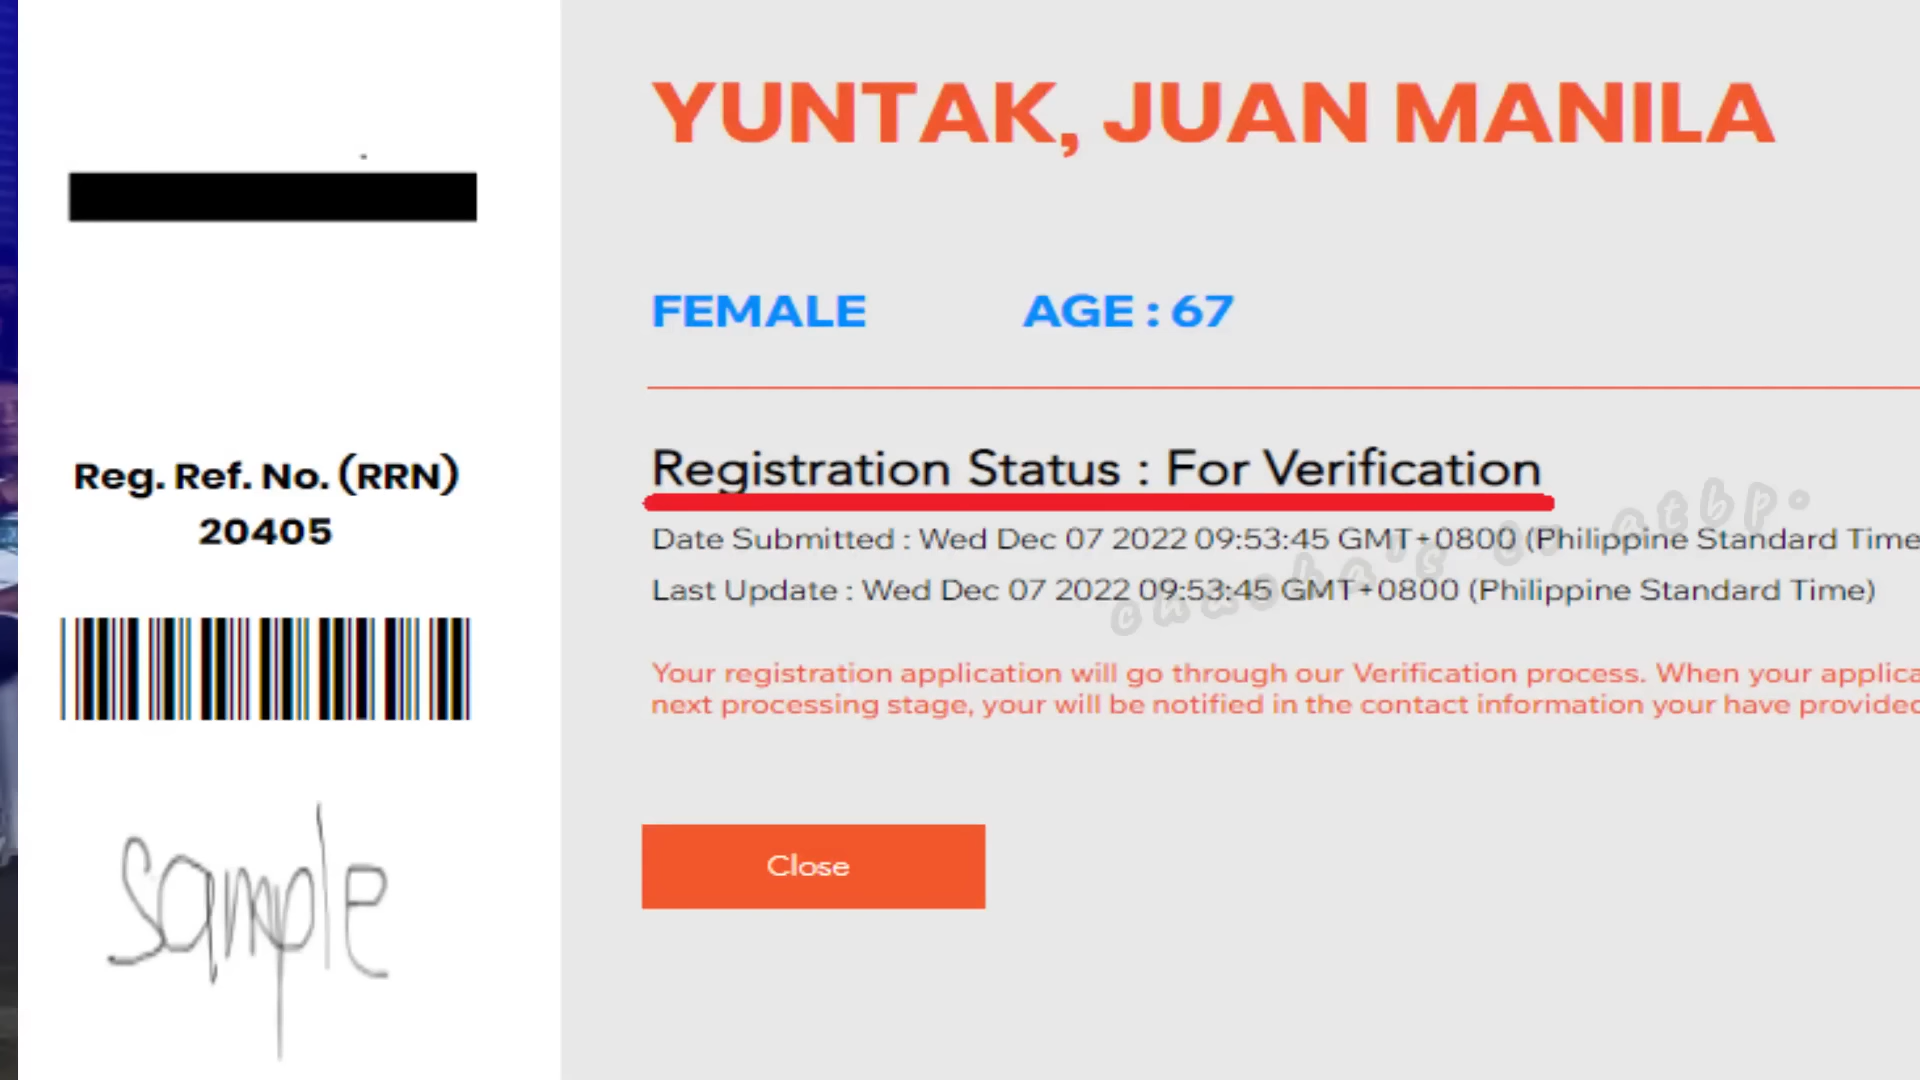 YUNTAK, JUAN MANILA
FEMALE AGE : 67
Reg. Ref. No. (RRN)
20405
sample
Registration Status : For Verification
Date Submitted : Wed Dec 07 2022 09:53:45 GMT+0800 (Philippine Standard Time
Last Update : Wed Dec 07 2022 09:53:45 GMT+0800 (Philippine Standard Time)
Your registration application will go through our Verification process. When your applica
next processing stage, your will be notified in the contact information your have provided
Close
atbp.